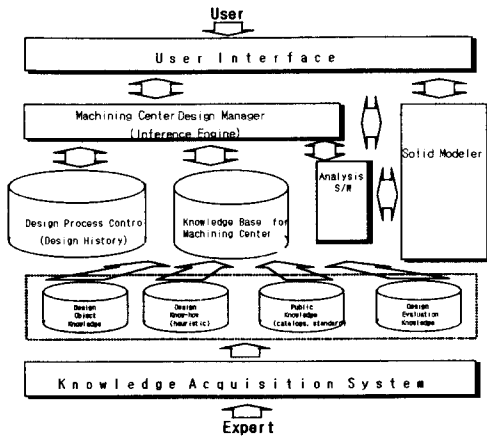 User
User Interface
Machining Center Design Manager
(Inference Engine)
Solid Modeler
Analysis
S/W
Design Process Control
(Design History)
Knowledge Base for
Machining Center
Design
Object
Knowledge
Design
Know-how
(heuristic)
Public
Knowledge
(catalogs, standard)
Design
Evaluation
Knowledge
Knowledge Acquisition System
Expert